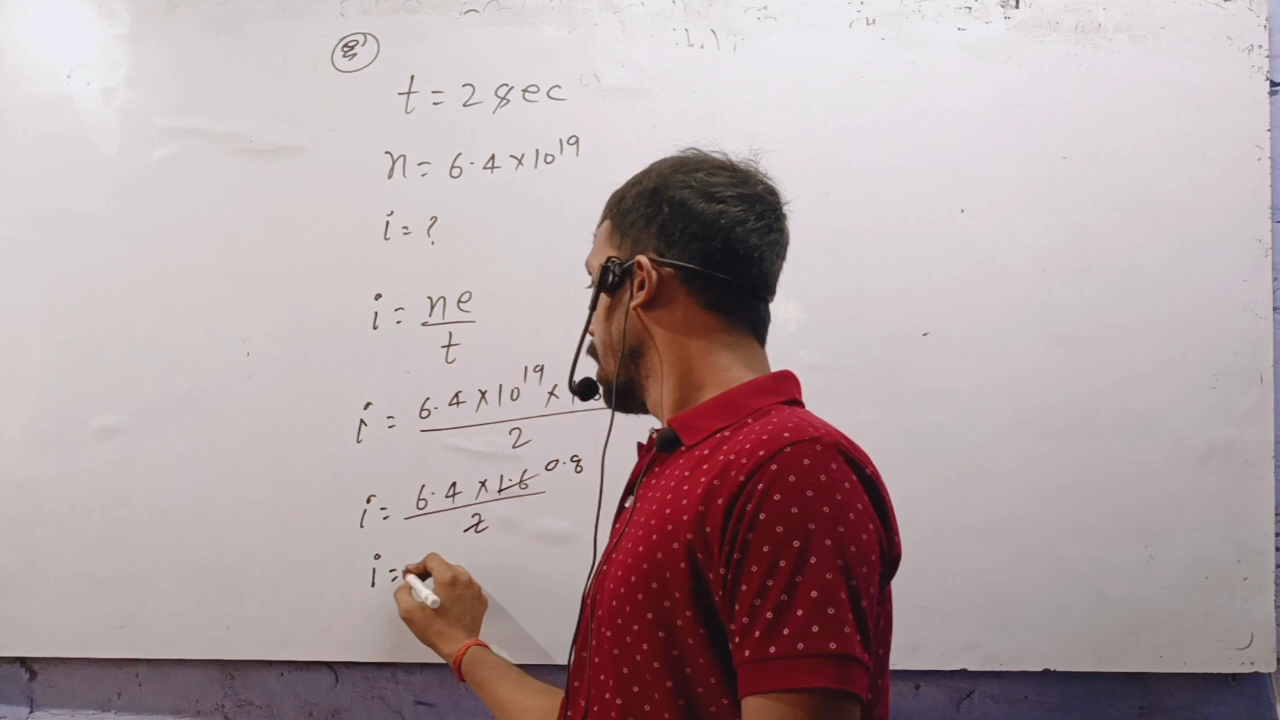 t = 2 sec
n = 6.4 × 10¹⁹
i = ?
i = ne/t
i = 6.4 × 10¹⁹ × / 2
i = 6.4 × 1.6 0.8 / 2
i =